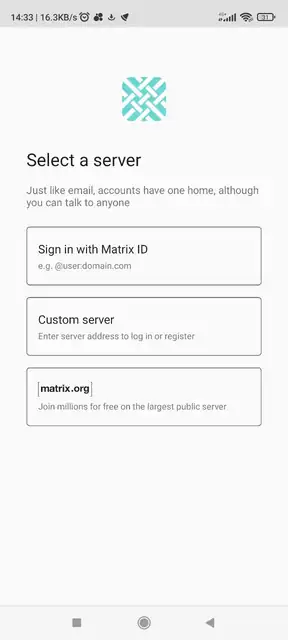 14:33 | 16.3KB/s
31
Select a server
Just like email, accounts have one home, although
you can talk to anyone
Sign in with Matrix ID
e.g. @user:domain.com
Custom server
Enter server address to log in or register
[matrix.org]
Join millions for free on the largest public server